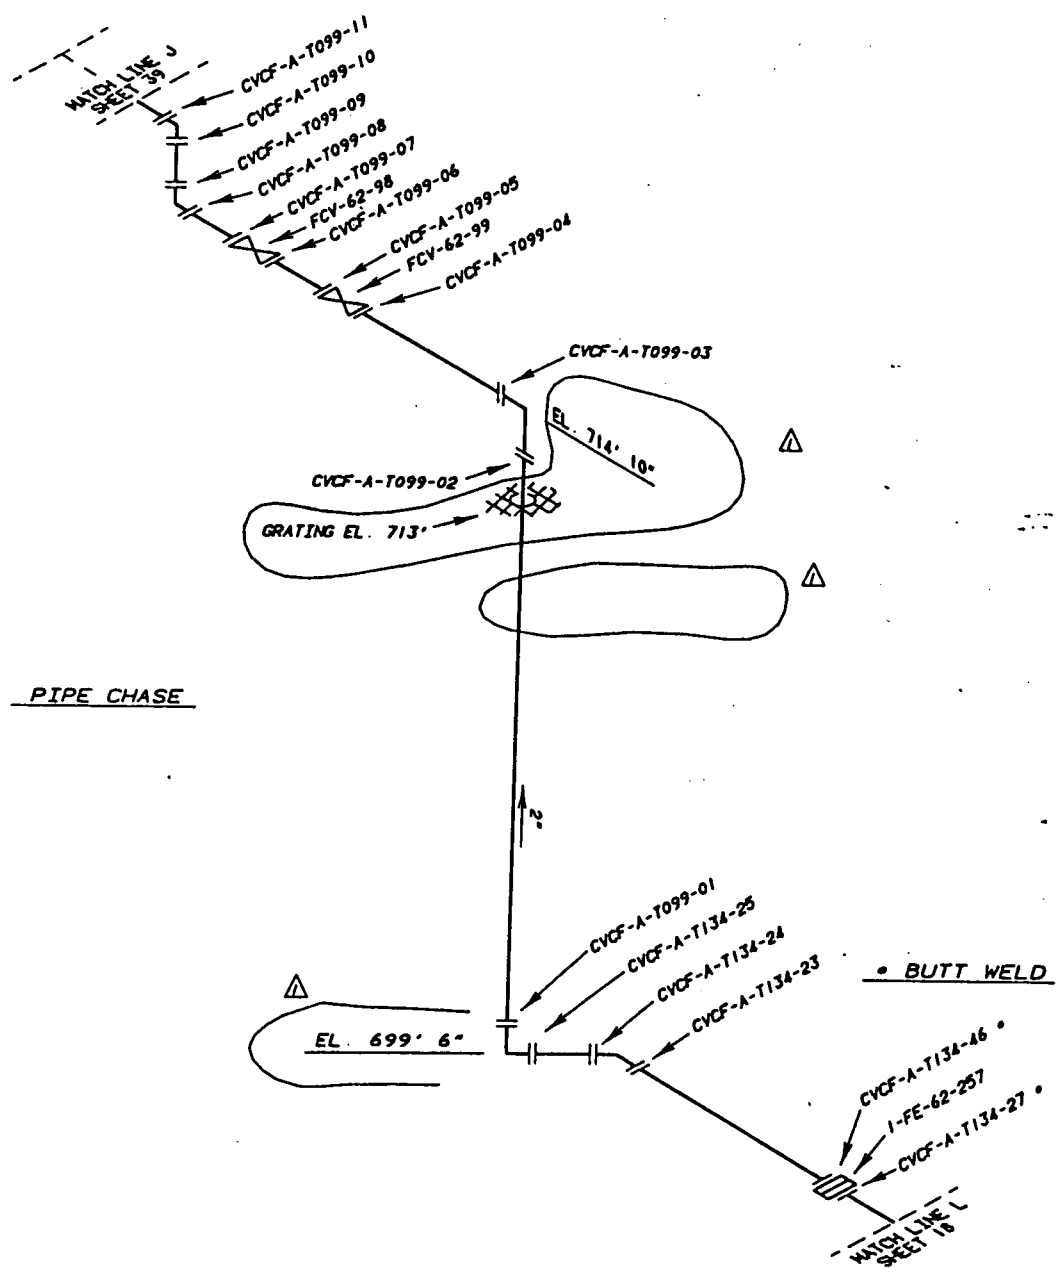 MATCH LINE J
SHEET 39
CVCF-A-T099-11
CVCF-A-T099-10
CVCF-A-T099-09
CVCF-A-T099-08
CVCF-A-T099-07
FCV-62-98
CVCF-A-T099-06
CVCF-A-T099-05
FCV-62-99
CVCF-A-T099-04
CVCF-A-T099-03
EL. 714' 10"
1
CVCF-A-T099-02
GRATING EL. 713'
1
PIPE CHASE
2"
CVCF-A-T099-01
CVCF-A-T134-25
CVCF-A-T134-24
CVCF-A-T134-23
• BUTT WELD
1
EL. 699' 6"
CVCF-A-T134-46 •
1-FE-62-257
CVCF-A-T134-27 •
MATCH LINE L
SHEET 18